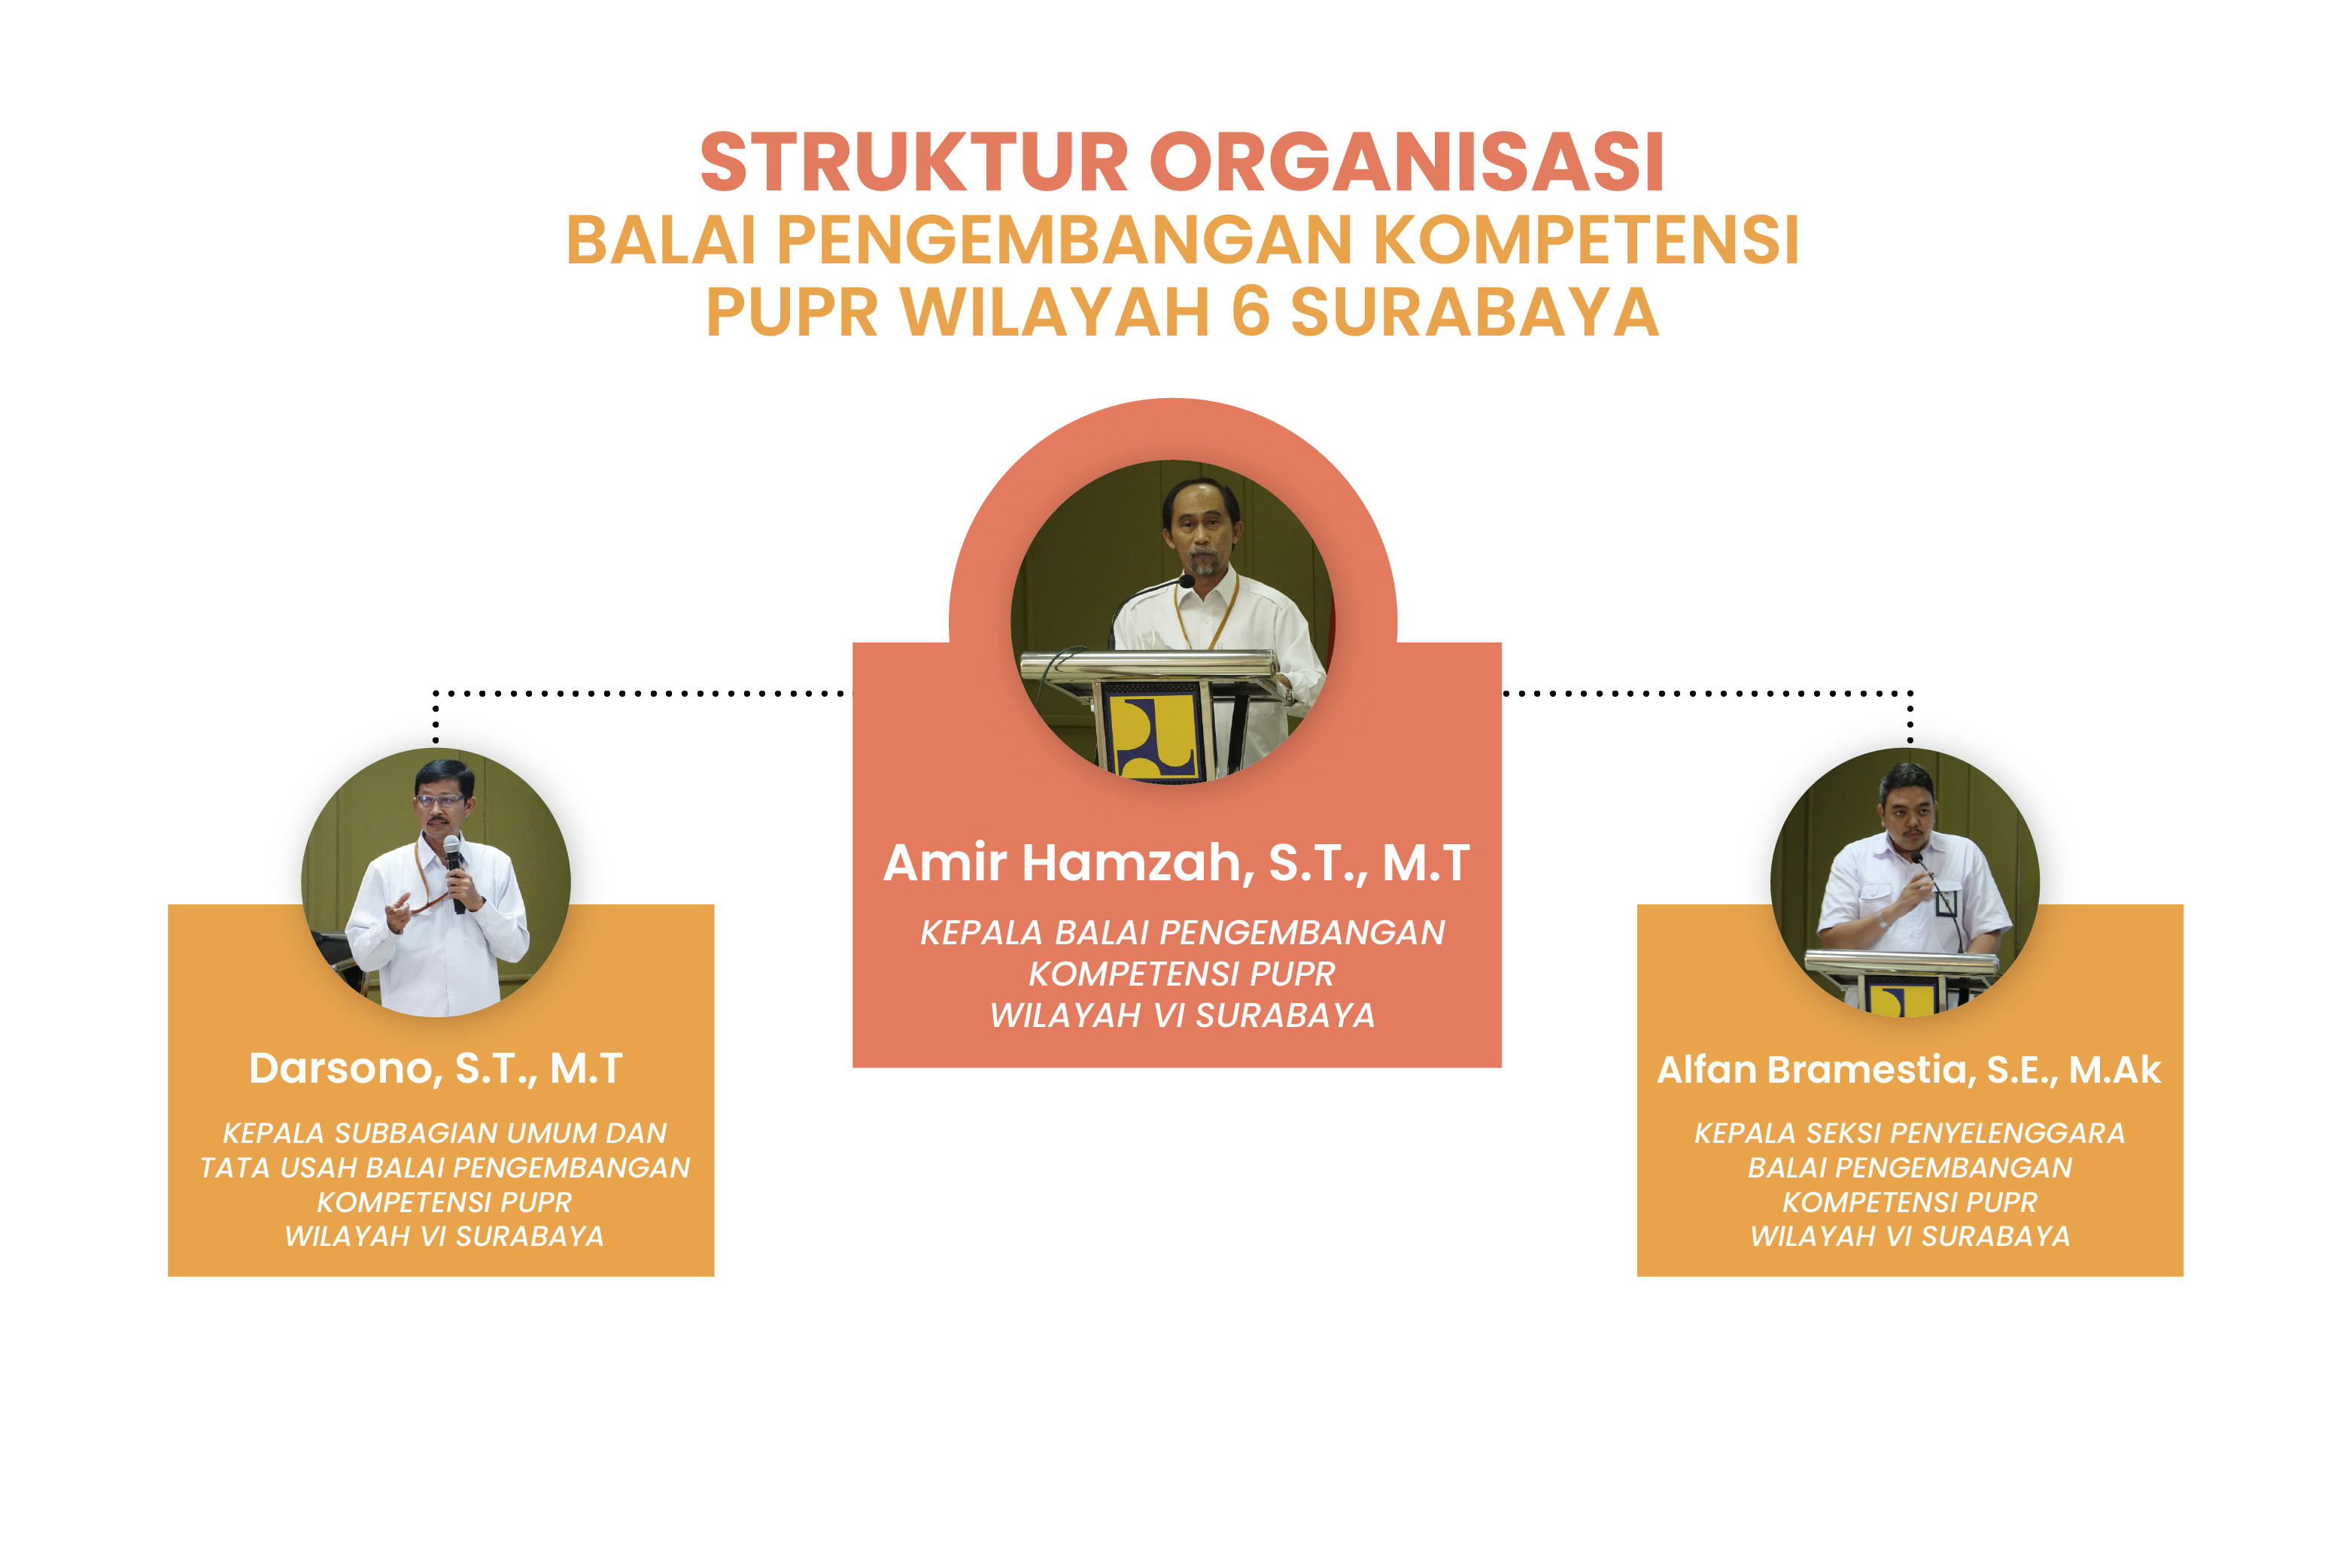 STRUKTUR ORGANISASI
BALAI PENGEMBANGAN KOMPETENSI
PUPR WILAYAH 6 SURABAYA
Amir Hamzah, S.T., M.T
KEPALA BALAI PENGEMBANGAN
KOMPETENSI PUPR
WILAYAH VI SURABAYA
Darsono, S.T., M.T
KEPALA SUBBAGIAN UMUM DAN
TATA USAH BALAI PENGEMBANGAN
KOMPETENSI PUPR
WILAYAH VI SURABAYA
Alfan Bramestia, S.E., M.Ak
KEPALA SEKSI PENYELENGGARA
BALAI PENGEMBANGAN
KOMPETENSI PUPR
WILAYAH VI SURABAYA